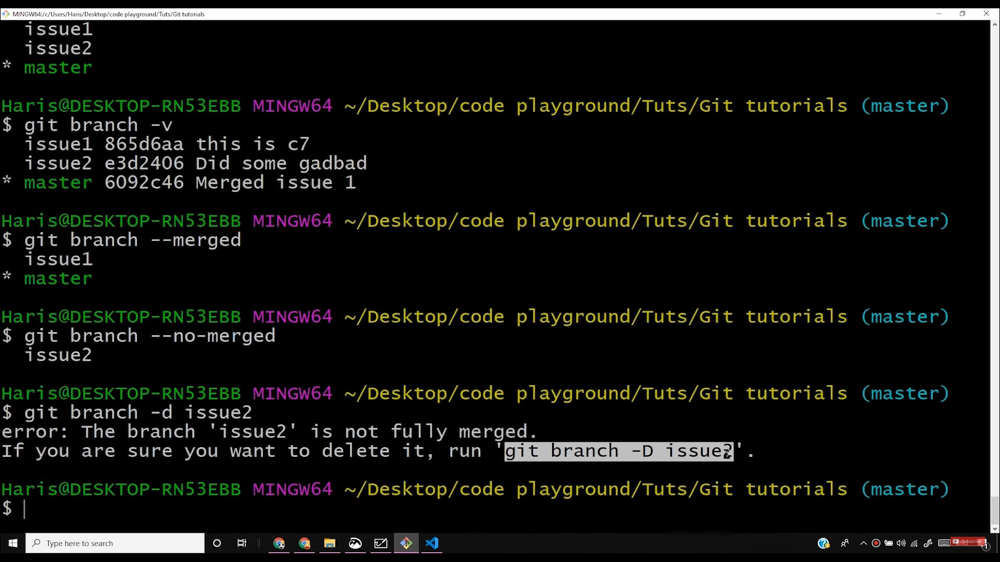 MINGW64:/c/Users/Haris/Desktop/code playground/Tuts/Git tutorials
issue1
issue2
* master
Haris@DESKTOP-RN53EBB MINGW64 ~/Desktop/code playground/Tuts/Git tutorials (master)
$ git branch -v
issue1 865d6aa this is c7
issue2 e3d2406 Did some gadbad
* master 6092c46 Merged issue 1
Haris@DESKTOP-RN53EBB MINGW64 ~/Desktop/code playground/Tuts/Git tutorials (master)
$ git branch --merged
issue1
* master
Haris@DESKTOP-RN53EBB MINGW64 ~/Desktop/code playground/Tuts/Git tutorials (master)
$ git branch --no-merged
issue2
Haris@DESKTOP-RN53EBB MINGW64 ~/Desktop/code playground/Tuts/Git tutorials (master)
$ git branch -d issue2
error: The branch 'issue2' is not fully merged.
If you are sure you want to delete it, run 'git branch -D issue2'.
Haris@DESKTOP-RN53EBB MINGW64 ~/Desktop/code playground/Tuts/Git tutorials (master)
$
Type here to search
Subscribe
1